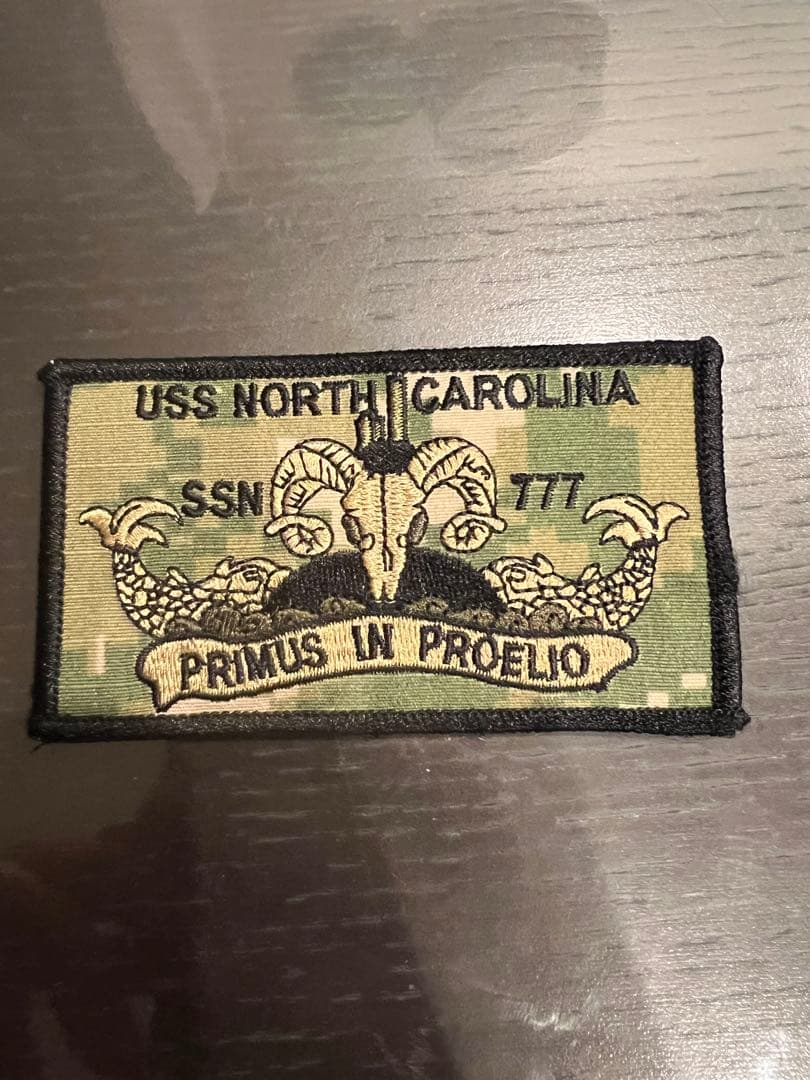 USS NORTH CAROLINA
SSN 777
PRIMUS IN PROELIO